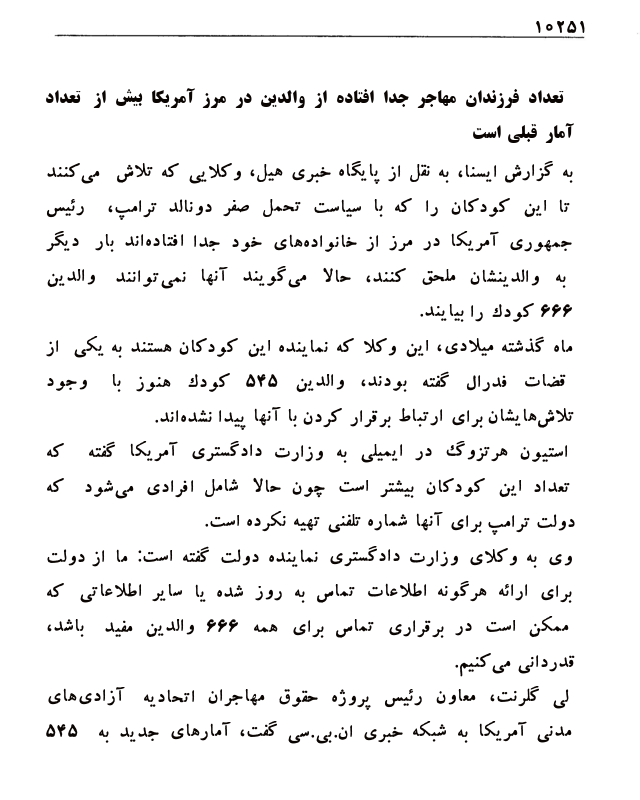 ۱۰۲۵۱
تعداد فرزندان مهاجر جدا افتاده از والدین در مرز آمریکا بیش از تعداد
آمار قبلی است
به گزارش ایسنا، به نقل از پایگاه خبری هیل، وکلایی که تلاش می‌کنند
تا این کودکان را که با سیاست تحمل صفر دونالد ترامپ، رئیس
جمهوری آمریکا در مرز از خانواده‌های خود جدا افتاده‌اند بار دیگر
به والدینشان ملحق کنند، حالا می‌گویند آنها نمی‌توانند والدین
۶۶۶ کودک را بیابند.
ماه گذشته میلادی، این وکلا که نماینده این کودکان هستند به یکی از
قضات فدرال گفته بودند، والدین ۵۴۵ کودک هنوز با وجود
تلاش‌هایشان برای ارتباط برقرار کردن با آنها پیدا نشده‌اند.
استیون هرتزوگ در ایمیلی به وزارت دادگستری آمریکا گفته که
تعداد این کودکان بیشتر است چون حالا شامل افرادی می‌شود که
دولت ترامپ برای آنها شماره تلفنی تهیه نکرده است.
وی به وکلای وزارت دادگستری نماینده دولت گفته است: ما از دولت
برای ارائه هرگونه اطلاعات تماس به روز شده یا سایر اطلاعاتی که
ممکن است در برقراری تماس برای همه ۶۶۶ والدین مفید باشد،
قدردانی می‌کنیم.
لی گلرنت، معاون رئیس پروژه حقوق مهاجران اتحادیه آزادی‌های
مدنی آمریکا به شبکه خبری ان.بی.سی گفت، آمارهای جدید به ۵۴۵